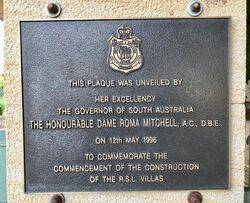 THIS PLAQUE WAS UNVEILED BY
HER EXCELLENCY
THE GOVERNOR OF SOUTH AUSTRALIA
THE HONOURABLE DAME ROMA MITCHELL, A.C., D.B.E.
ON 12th MAY 1996
TO COMMEMORATE THE
COMMENCEMENT OF THE CONSTRUCTION
OF THE R.S.L. VILLAS